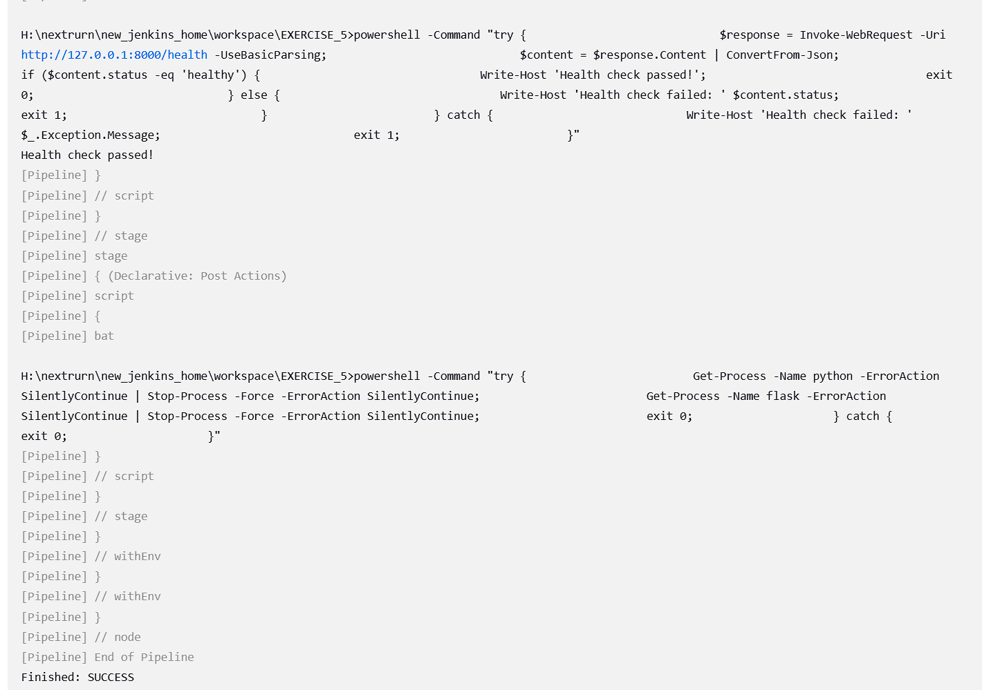 H:\nextrurn\new_jenkins_home\workspace\EXERCISE_5>powershell -Command "try {                             $response = Invoke-WebRequest -Uri
http://127.0.0.1:8000/health -UseBasicParsing;                             $content = $response.Content | ConvertFrom-Json;
if ($content.status -eq 'healthy') {                                 Write-Host 'Health check passed!';                                 exit
0;                             } else {                                 Write-Host 'Health check failed: ' $content.status;
exit 1;                             }                         } catch {                             Write-Host 'Health check failed: '
$_.Exception.Message;                             exit 1;                         }"
Health check passed!
[Pipeline] }
[Pipeline] // script
[Pipeline] }
[Pipeline] // stage
[Pipeline] stage
[Pipeline] { (Declarative: Post Actions)
[Pipeline] script
[Pipeline] {
[Pipeline] bat
H:\nextrurn\new_jenkins_home\workspace\EXERCISE_5>powershell -Command "try {                         Get-Process -Name python -ErrorAction
SilentlyContinue | Stop-Process -Force -ErrorAction SilentlyContinue;                         Get-Process -Name flask -ErrorAction
SilentlyContinue | Stop-Process -Force -ErrorAction SilentlyContinue;                         exit 0;                     } catch {
exit 0;                     }"
[Pipeline] }
[Pipeline] // script
[Pipeline] }
[Pipeline] // stage
[Pipeline] }
[Pipeline] // withEnv
[Pipeline] }
[Pipeline] // withEnv
[Pipeline] }
[Pipeline] // node
[Pipeline] End of Pipeline
Finished: SUCCESS